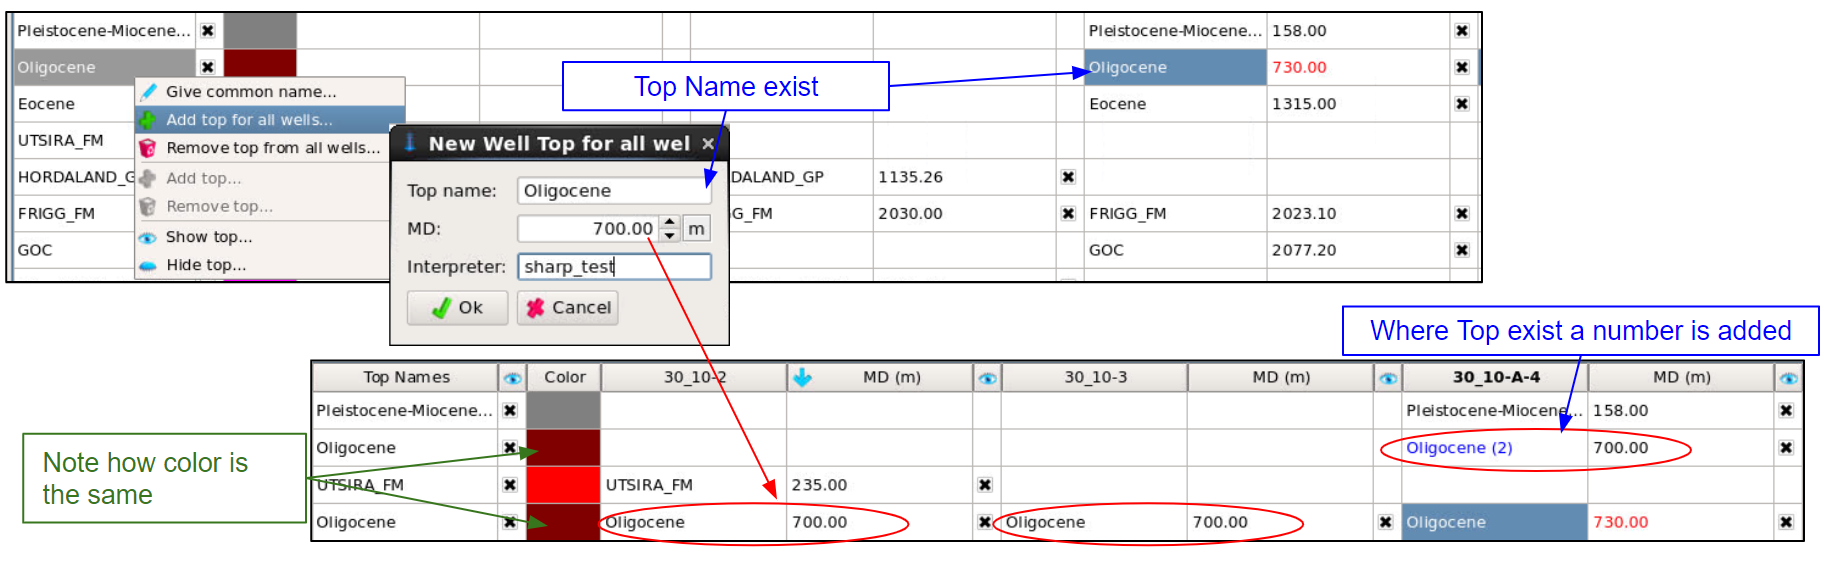 Pleistocene-Miocene... Pleistocene-Miocene... 158.00
Oligocene Oligocene 730.00
Top Name exist
Give common name...
Eocene Eocene 1315.00
Add top for all wells...
UTSIRA_FM
New Well Top for all wel
Remove top from all wells...
HORDALAND_G DALAND_GP 1135.26
Add top...
Top name: Oligocene
Remove top...
FRIGG_FM G_FM 2030.00 FRIGG_FM 2023.10
MD: 700.00 m
Show top...
GOC GOC 2077.20
Hide top...
Interpreter: sharp_test
Ok Cancel
Where Top exist a number is added
Top Names Color 30_10-2 MD (m) 30_10-3 MD (m) 30_10-A-4 MD (m)
Pleistocene-Miocene... Pleistocene-Miocene... 158.00
Oligocene Oligocene (2) 700.00
Note how color is
the same
UTSIRA_FM UTSIRA_FM 235.00
Oligocene Oligocene 700.00 Oligocene 700.00 Oligocene 730.00